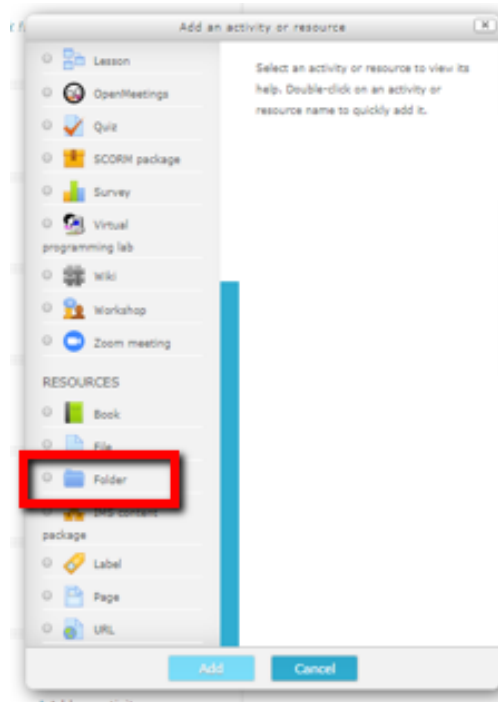 Add an activity or resource
Lesson
OpenMeetings
Quiz
SCORM package
Survey
Virtual
programming lab
Wiki
Workshop
Zoom meeting
RESOURCES
Book
File
Folder
IMS content
package
Label
Page
URL
Select an activity or resource to view its
help. Double-click on an activity or
resource name to quickly add it.
Add
Cancel